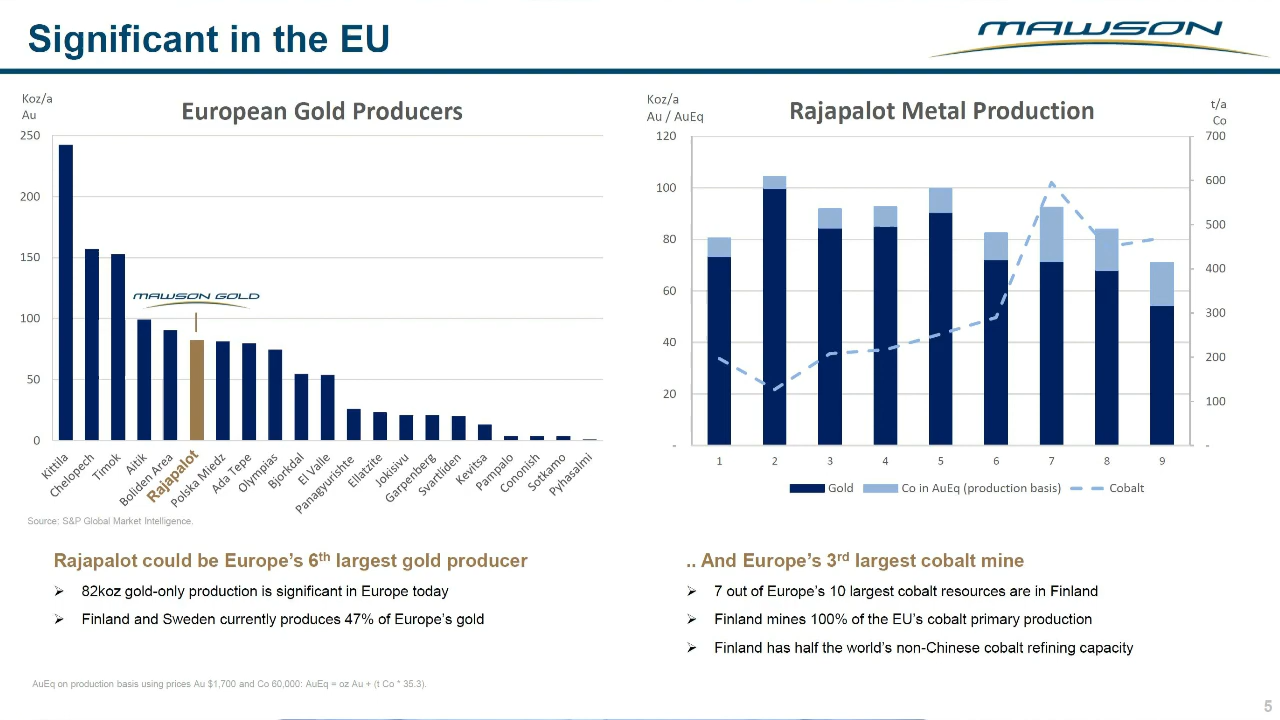 Significant in the EU
MAWSON
Koz/a
Au
European Gold Producers
250
200
150
100
50
0
MAWSON GOLD
Kittila
Chelopech
Timok
Aitik
Boliden Area
Rajapalot
Polska Miedz
Ada Tepe
Olympias
Bjorkdal
El Valle
Panagyurishte
Ellatzite
Jokisivu
Garpenberg
Svartliden
Kevitsa
Pampalo
Cononish
Sotkamo
Pyhasalmi
Source: S&P Global Market Intelligence.
Koz/a
Au / AuEq
Rajapalot Metal Production
t/a
Co
120
100
80
60
40
20
-
700
600
500
400
300
200
100
-
1 2 3 4 5 6 7 8 9
Gold Co in AuEq (production basis) Cobalt
Rajapalot could be Europe’s 6th largest gold producer
➢ 82koz gold-only production is significant in Europe today
➢ Finland and Sweden currently produces 47% of Europe’s gold
.. And Europe’s 3rd largest cobalt mine
➢ 7 out of Europe’s 10 largest cobalt resources are in Finland
➢ Finland mines 100% of the EU’s cobalt primary production
➢ Finland has half the world’s non-Chinese cobalt refining capacity
AuEq on production basis using prices Au $1,700 and Co 60,000: AuEq = oz Au + (t Co * 35.3).
5